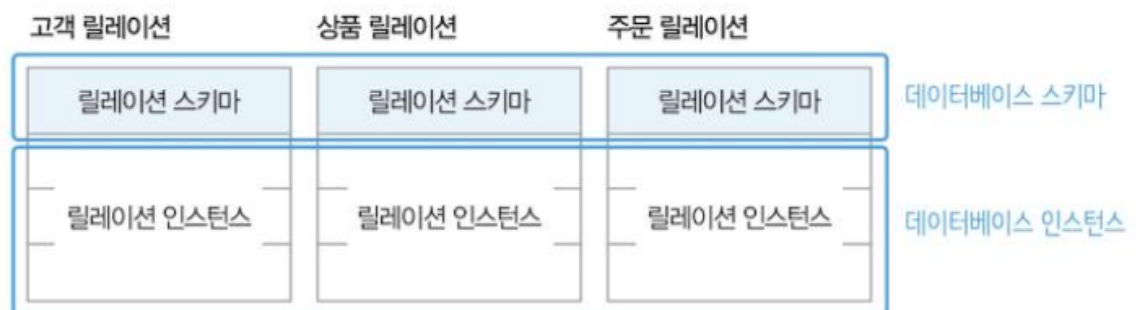 고객 릴레이션 상품 릴레이션 주문 릴레이션
릴레이션 스키마 릴레이션 스키마 릴레이션 스키마 데이터베이스 스키마
릴레이션 인스턴스 릴레이션 인스턴스 릴레이션 인스턴스 데이터베이스 인스턴스